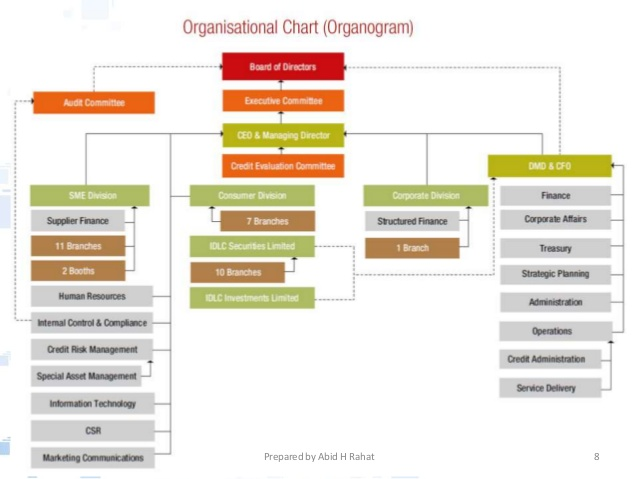 Organisational Chart (Organogram)
Board of Directors
Audit Committee
Executive Committee
CEO & Managing Director
Credit Evaluation Committee
DMD & CFO
SME Division
Consumer Division
Corporate Division
Finance
Supplier Finance
7 Branches
Structured Finance
Corporate Affairs
11 Branches
IDLC Securities Limited
1 Branch
Treasury
2 Booths
10 Branches
Strategic Planning
Human Resources
IDLC Investments Limited
Administration
Internal Control & Compliance
Operations
Credit Risk Management
Credit Administration
Special Asset Management
Service Delivery
Information Technology
CSR
Marketing Communications
Prepared by Abid H Rahat
8